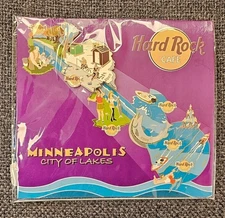 Hard Rock
CAFE
MINNEAPOLIS
CITY OF LAKES